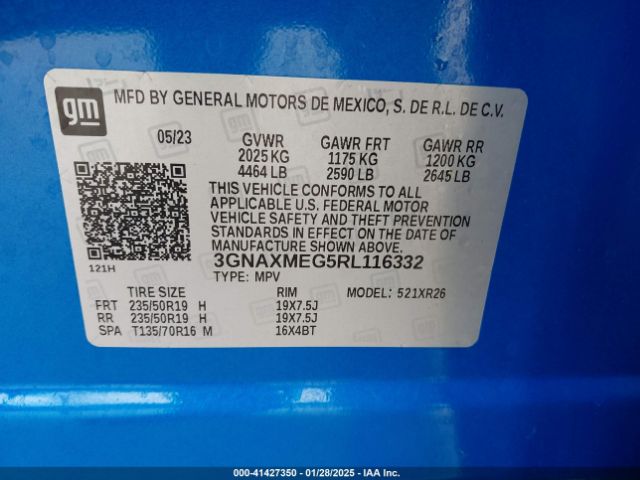 gm
MFD BY GENERAL MOTORS DE MEXICO, S. DE R.L. DE C.V.
05/23 GVWR GAWR FRT GAWR RR
2025 KG 1175 KG 1200 KG
4464 LB 2590 LB 2645 LB
THIS VEHICLE CONFORMS TO ALL
APPLICABLE U.S. FEDERAL MOTOR
VEHICLE SAFETY AND THEFT PREVENTION
STANDARDS IN EFFECT ON THE DATE OF
MANUFACTURE SHOWN ABOVE.
3GNAXMEG5RL116332
121H
TYPE: MPV
TIRE SIZE RIM MODEL: 521XR26
FRT 235/50R19 H 19X7.5J
RR 235/50R19 H 19X7.5J
SPA T135/70R16 M 16X4BT
000-41427350 - 01/28/2025 - IAA Inc.